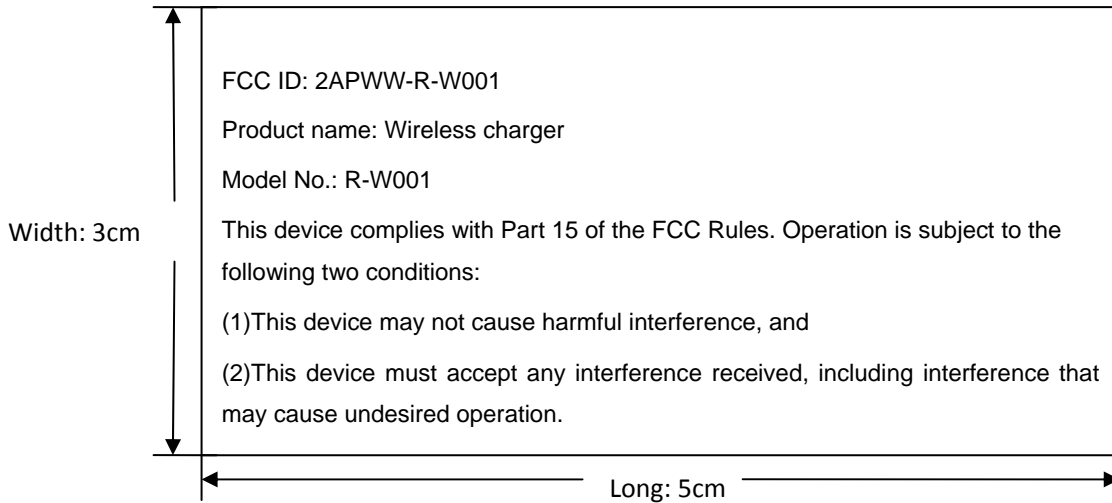 FCC ID: 2APWW-R-W001
Product name: Wireless charger
Model No.: R-W001
Width: 3cm
This device complies with Part 15 of the FCC Rules. Operation is subject to the
following two conditions:
(1)This device may not cause harmful interference, and
(2)This device must accept any interference received, including interference that
may cause undesired operation.
Long: 5cm